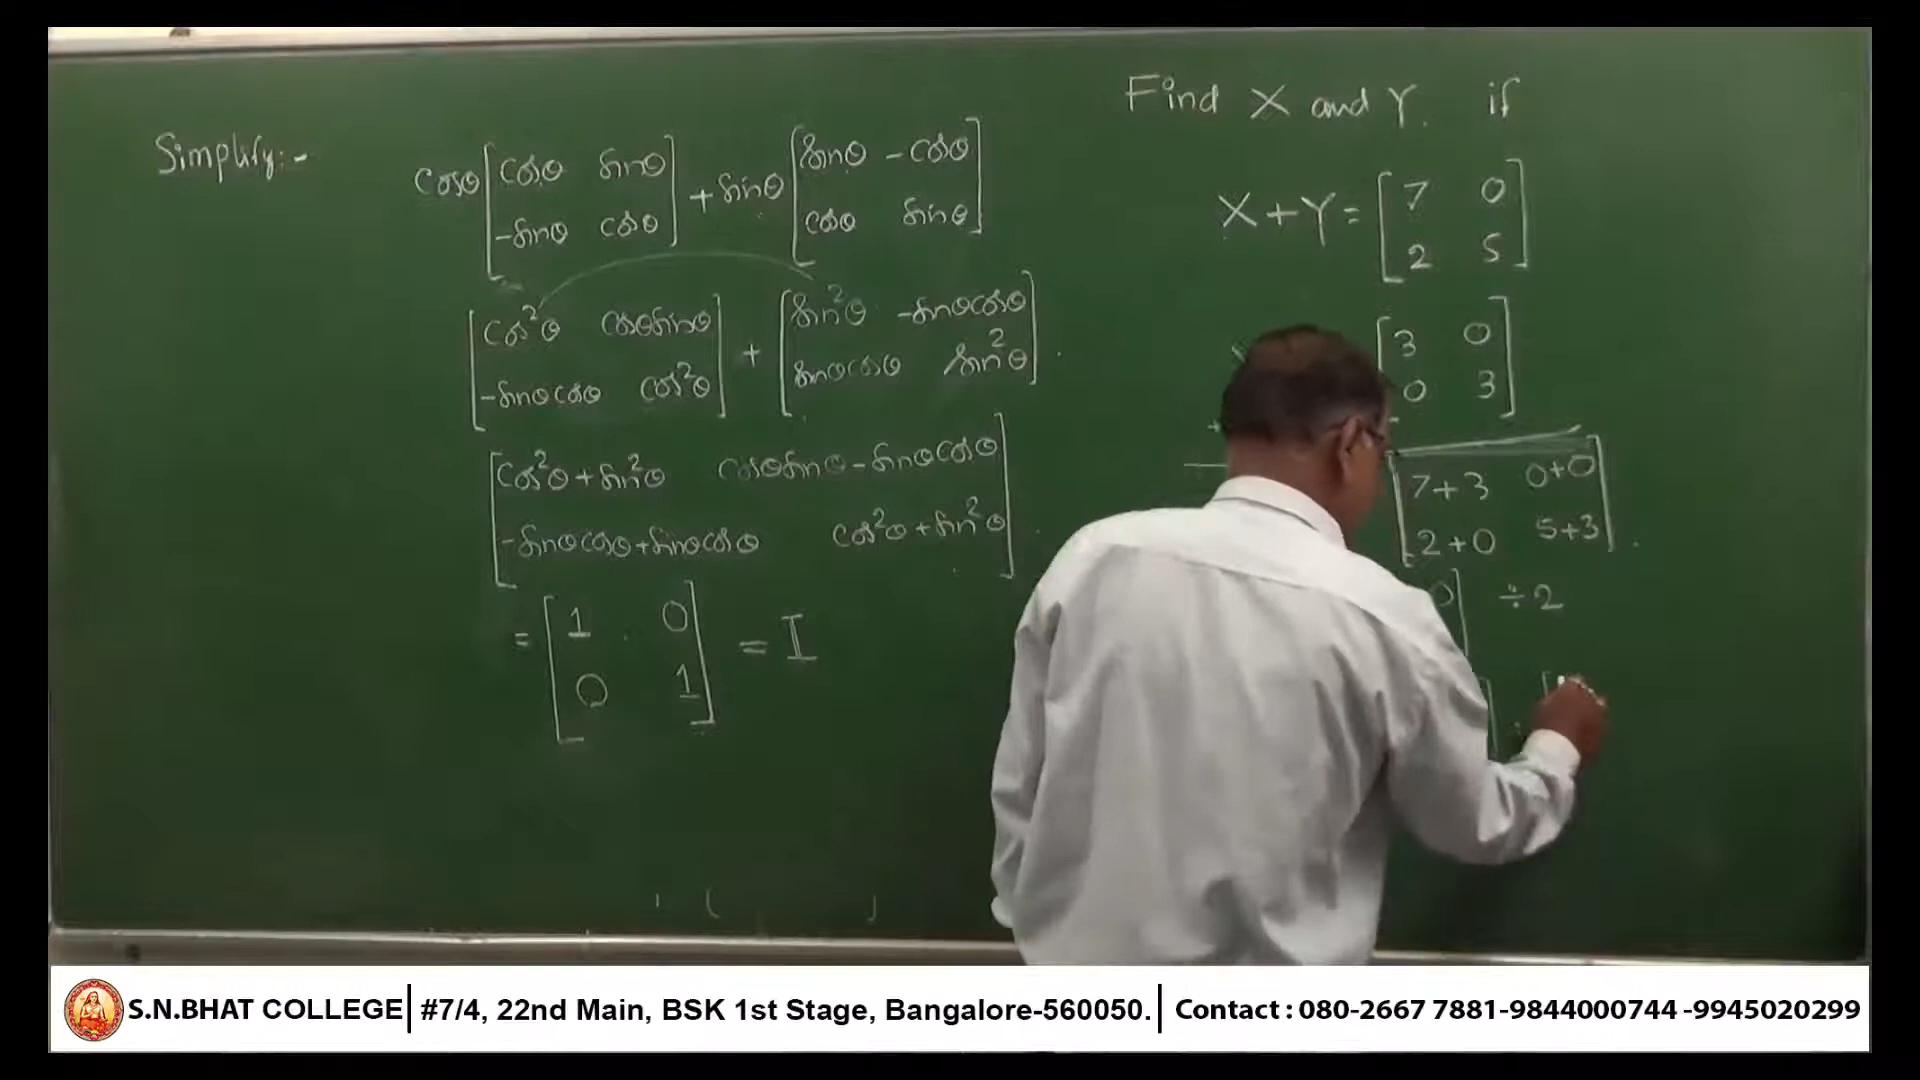 Simplify:-
cosθ [cosθ sinθ] + sinθ [sinθ -cosθ]
[-sinθ cosθ] [cosθ sinθ]
[cos²θ cosθsinθ] + [sin²θ -sinθcosθ]
[-sinθcosθ cos²θ] [sinθcosθ sin²θ].
[cos²θ+sin²θ cosθsinθ-sinθcosθ]
[-sinθcosθ+sinθcosθ cos²θ+sin²θ].
= [1 0] = I
[0 1]
Find X and Y. if
X+Y= [7 0]
[2 5]
[3 0]
[0 3]
[7+3 0+0]
[2+0 5+3].
0] ÷2
S.N.BHAT COLLEGE | #7/4, 22nd Main, BSK 1st Stage, Bangalore-560050. | Contact : 080-2667 7881-9844000744 -9945020299